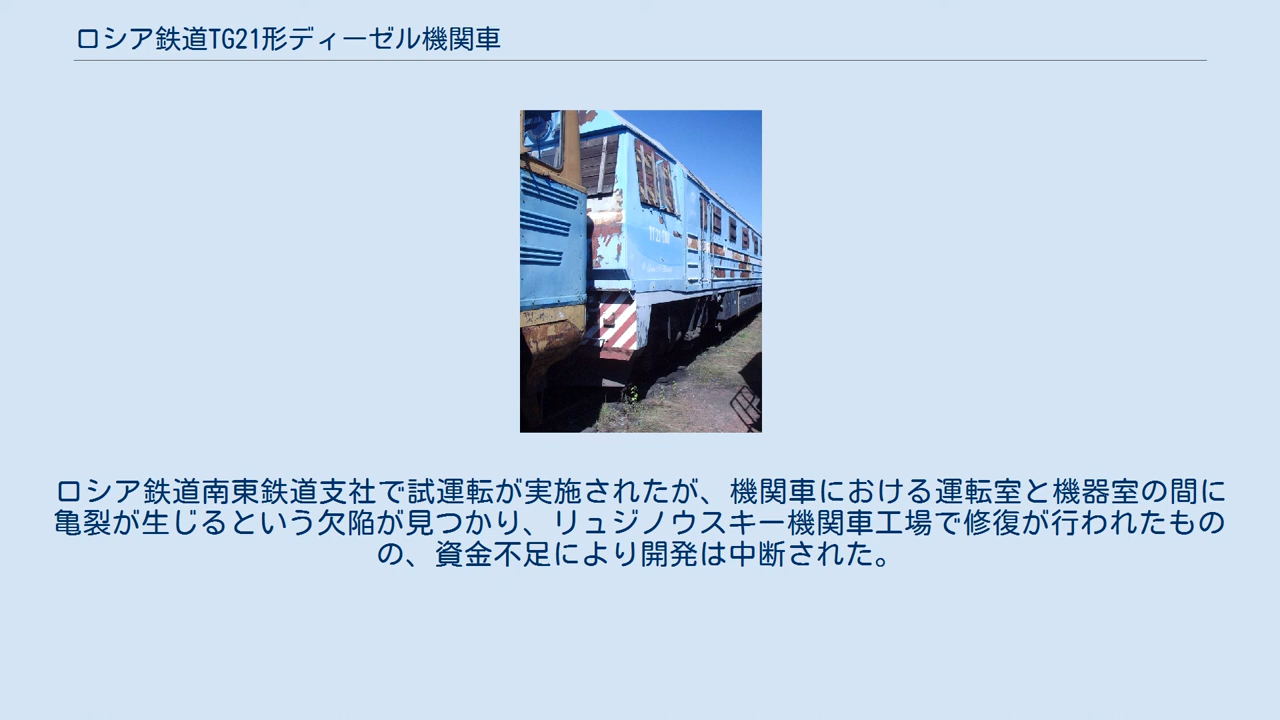 ロシア鉄道TG21形ディーゼル機関車
ロシア鉄道南東鉄道支社で試運転が実施されたが、機関車における運転室と機器室の間に
亀裂が生じるという欠陥が見つかり、リュジノウスキー機関車工場で修復が行われたもの
の、資金不足により開発は中断された。